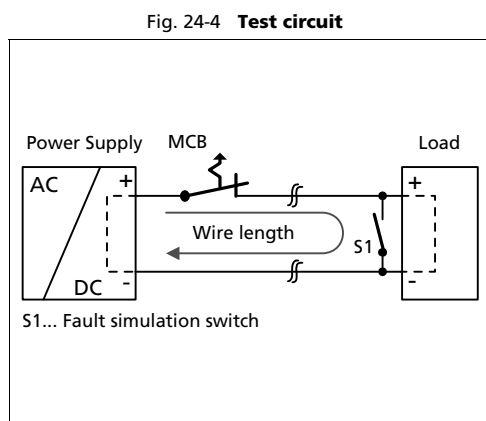 Fig. 24-4 Test circuit
Power Supply
MCB
Load
AC
+
+
Wire length
S1
DC
-
-
S1... Fault simulation switch